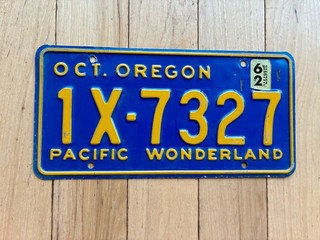 OCT. OREGON
62
1X-7327
PACIFIC WONDERLAND